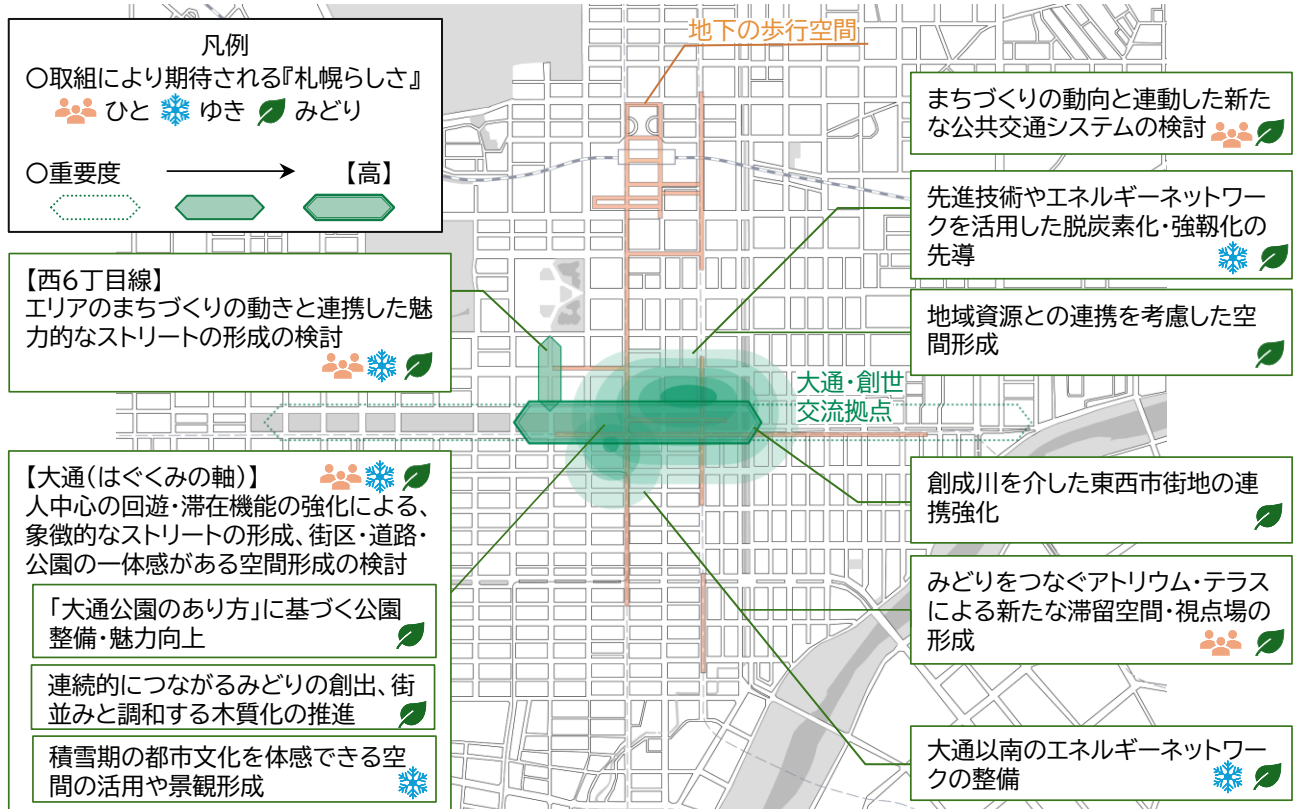 凡例
○取組により期待される『札幌らしさ』
ひと ゆき みどり
○重要度 【高】
地下の歩行空間
【西6丁目線】
エリアのまちづくりの動きと連携した魅
力的なストリートの形成の検討
【大通(はぐくみの軸)】
人中心の回遊・滞在機能の強化による、
象徴的なストリートの形成、街区・道路・
公園の一体感がある空間形成の検討
「大通公園のあり方」に基づく公園
整備・魅力向上
連続的につながるみどりの創出、街
並みと調和する木質化の推進
積雪期の都市文化を体感できる空
間の活用や景観形成
大通・創世
交流拠点
まちづくりの動向と連動した新た
な公共交通システムの検討
先進技術やエネルギーネットワー
クを活用した脱炭素化・強靱化の
先導
地域資源との連携を考慮した空
間形成
創成川を介した東西市街地の連
携強化
みどりをつなぐアトリウム・テラス
による新たな滞留空間・視点場の
形成
大通以南のエネルギーネットワー
クの整備